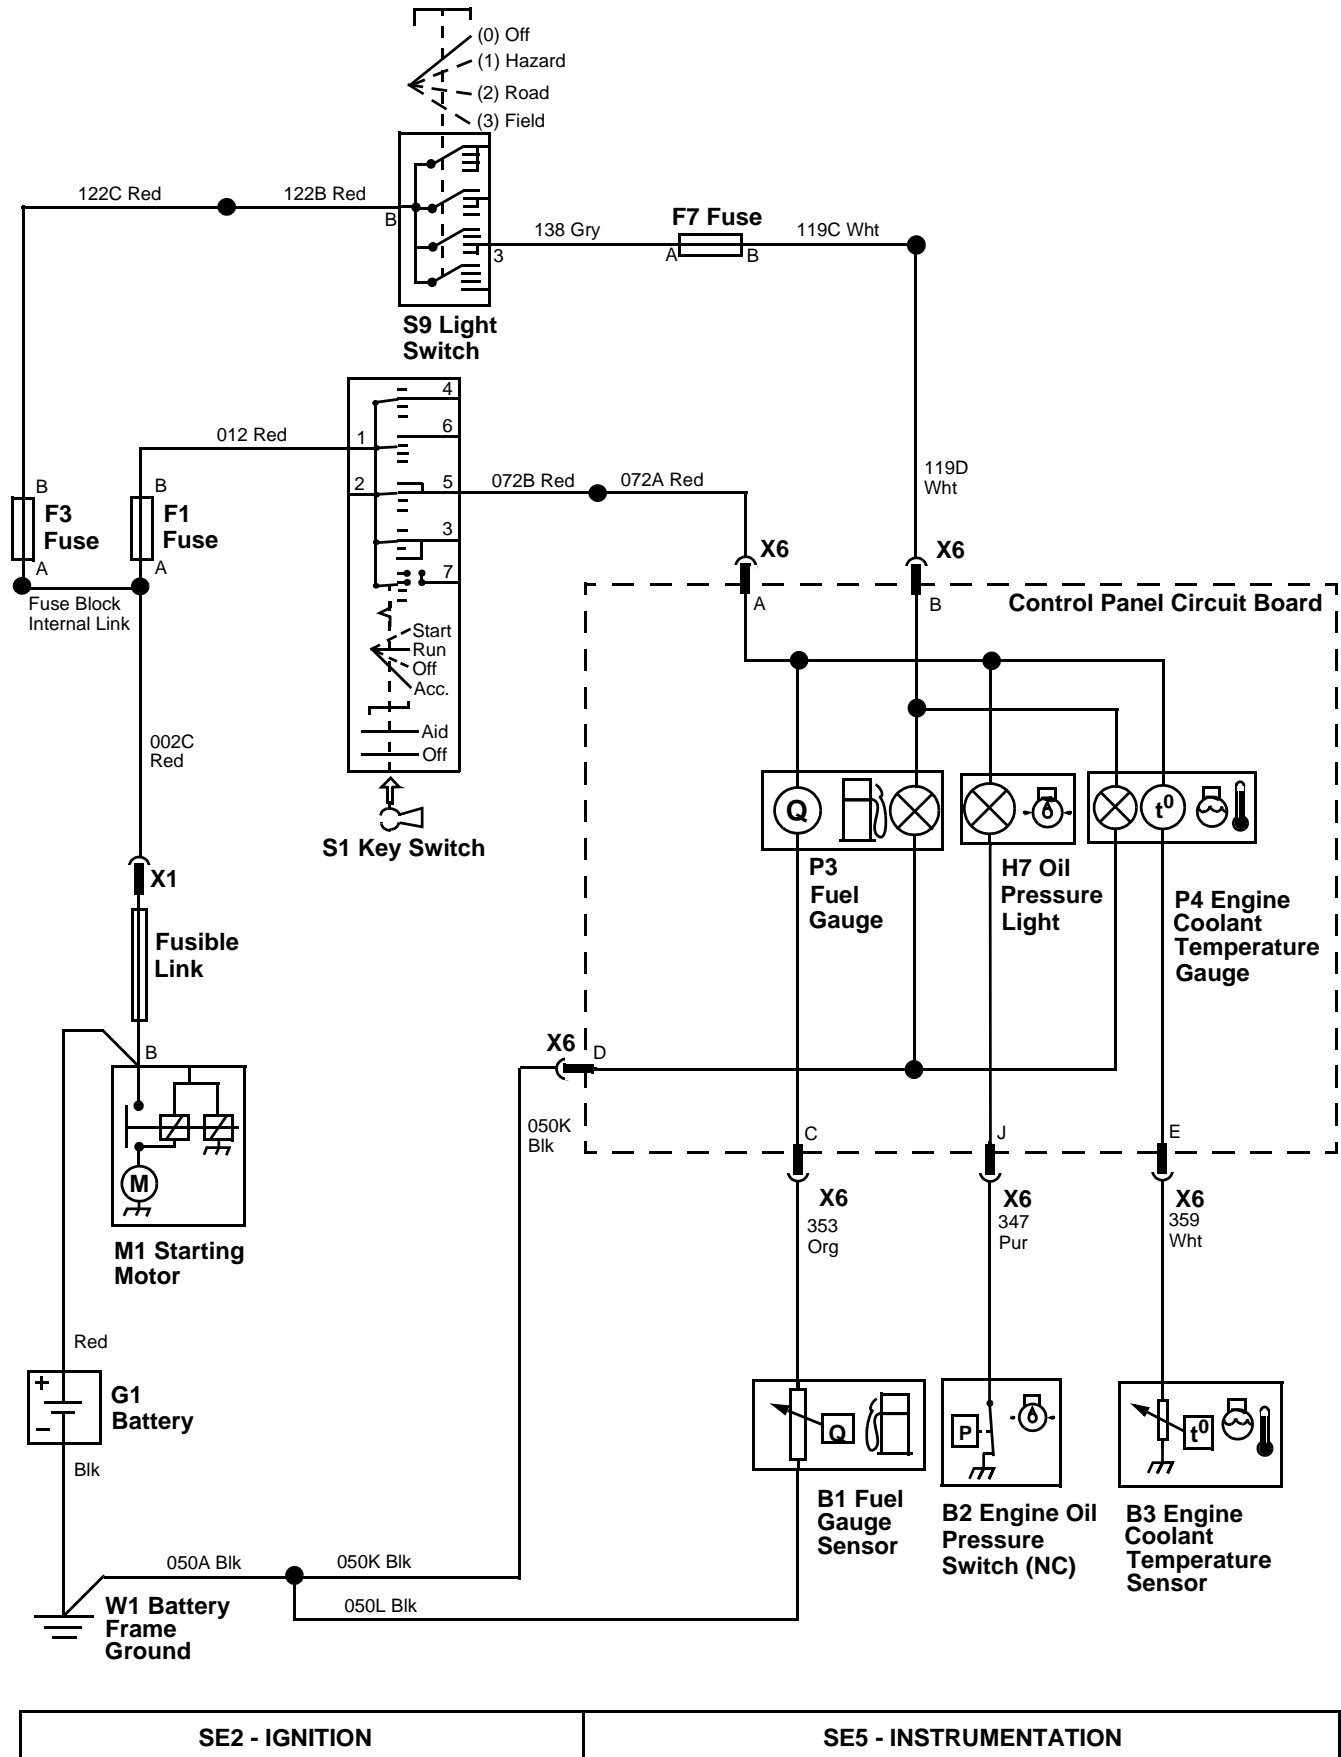 (0) Off
(1) Hazard
(2) Road
(3) Field
122C Red
122B Red
B
138 Gry
3
F7 Fuse
A
B
119C Wht
S9 Light
Switch
012 Red
1
4
6
2
5
3
7
072B Red
072A Red
119D
Wht
B
F3
Fuse
A
B
F1
Fuse
A
Fuse Block
Internal Link
Start
Run
Off
Acc.
Aid
Off
S1 Key Switch
X6
A
X6
B
Control Panel Circuit Board
002C
Red
X1
Fusible
Link
Q
P3
Fuel
Gauge
H7 Oil
Pressure
Light
t0
P4 Engine
Coolant
Temperature
Gauge
X6
D
050K
Blk
B
M
M1 Starting
Motor
C
X6
353
Org
J
X6
347
Pur
E
X6
359
Wht
Red
+
−
G1
Battery
Blk
Q
B1 Fuel
Gauge
Sensor
P
B2 Engine Oil
Pressure
Switch (NC)
t0
B3 Engine
Coolant
Temperature
Sensor
050A Blk
050K Blk
050L Blk
W1 Battery
Frame
Ground
SE2 - IGNITION
SE5 - INSTRUMENTATION